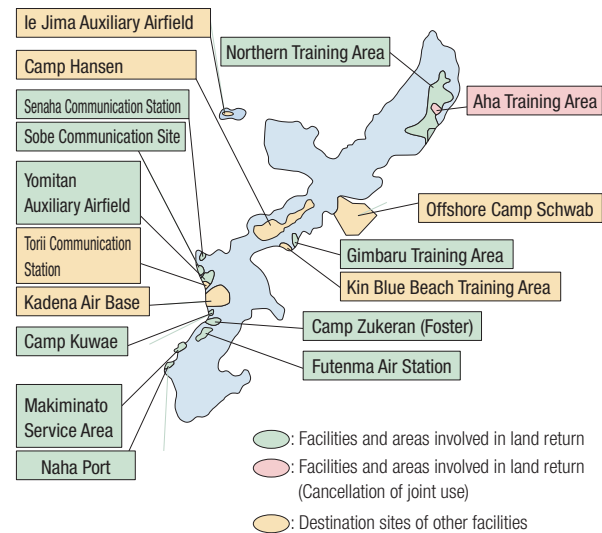 Ie Jima Auxiliary Airfield
Camp Hansen
Senaha Communication Station
Sobe Communication Site
Yomitan
Auxiliary Airfield
Torii Communication
Station
Kadena Air Base
Camp Kuwae
Makiminato
Service Area
Naha Port
Northern Training Area
Aha Training Area
Offshore Camp Schwab
Gimbaru Training Area
Kin Blue Beach Training Area
Camp Zukeran (Foster)
Futenma Air Station
: Facilities and areas involved in land return
: Facilities and areas involved in land return
(Cancellation of joint use)
: Destination sites of other facilities